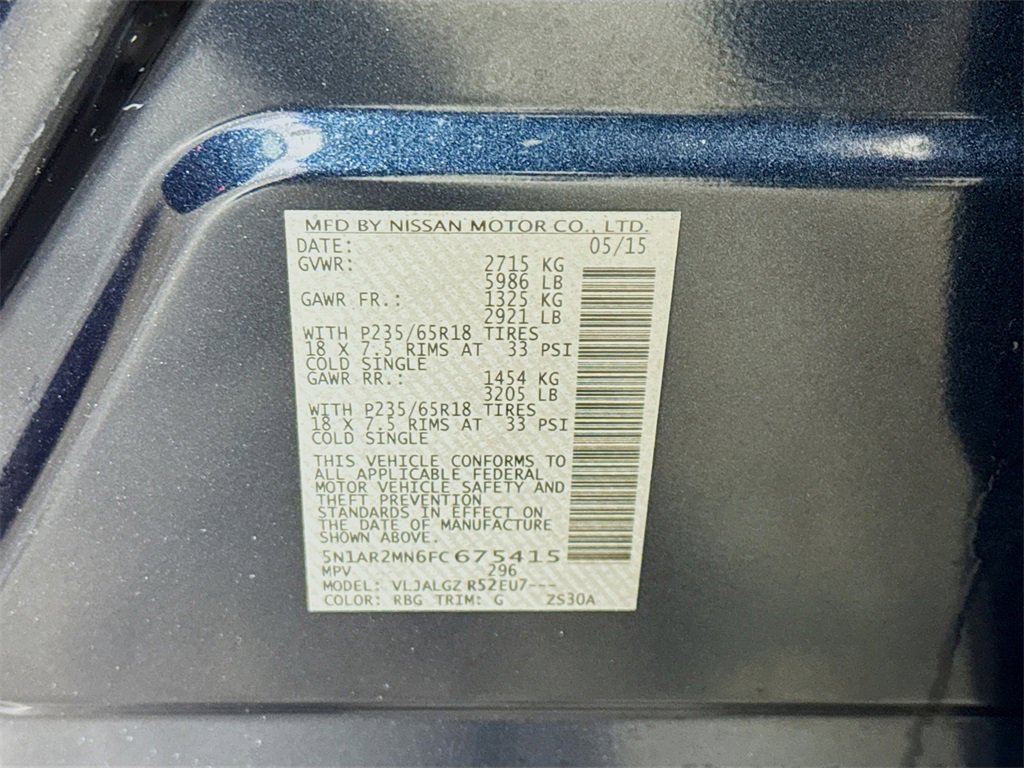 MFD BY NISSAN MOTOR CO., LTD.
DATE: 05/15
GVWR: 2715 KG
5986 LB
GAWR FR.: 1325 KG
2921 LB
WITH P235/65R18 TIRES
18 X 7.5 RIMS AT 33 PSI
COLD SINGLE
GAWR RR.: 1454 KG
3205 LB
WITH P235/65R18 TIRES
18 X 7.5 RIMS AT 33 PSI
COLD SINGLE
THIS VEHICLE CONFORMS TO
ALL APPLICABLE FEDERAL
MOTOR VEHICLE SAFETY AND
THEFT PREVENTION
STANDARDS IN EFFECT ON
THE DATE OF MANUFACTURE
SHOWN ABOVE.
5N1AR2MN6FC675415
MPV 296
MODEL: VLJALGZ R52EU7---
COLOR: RBG TRIM: G ZS30A